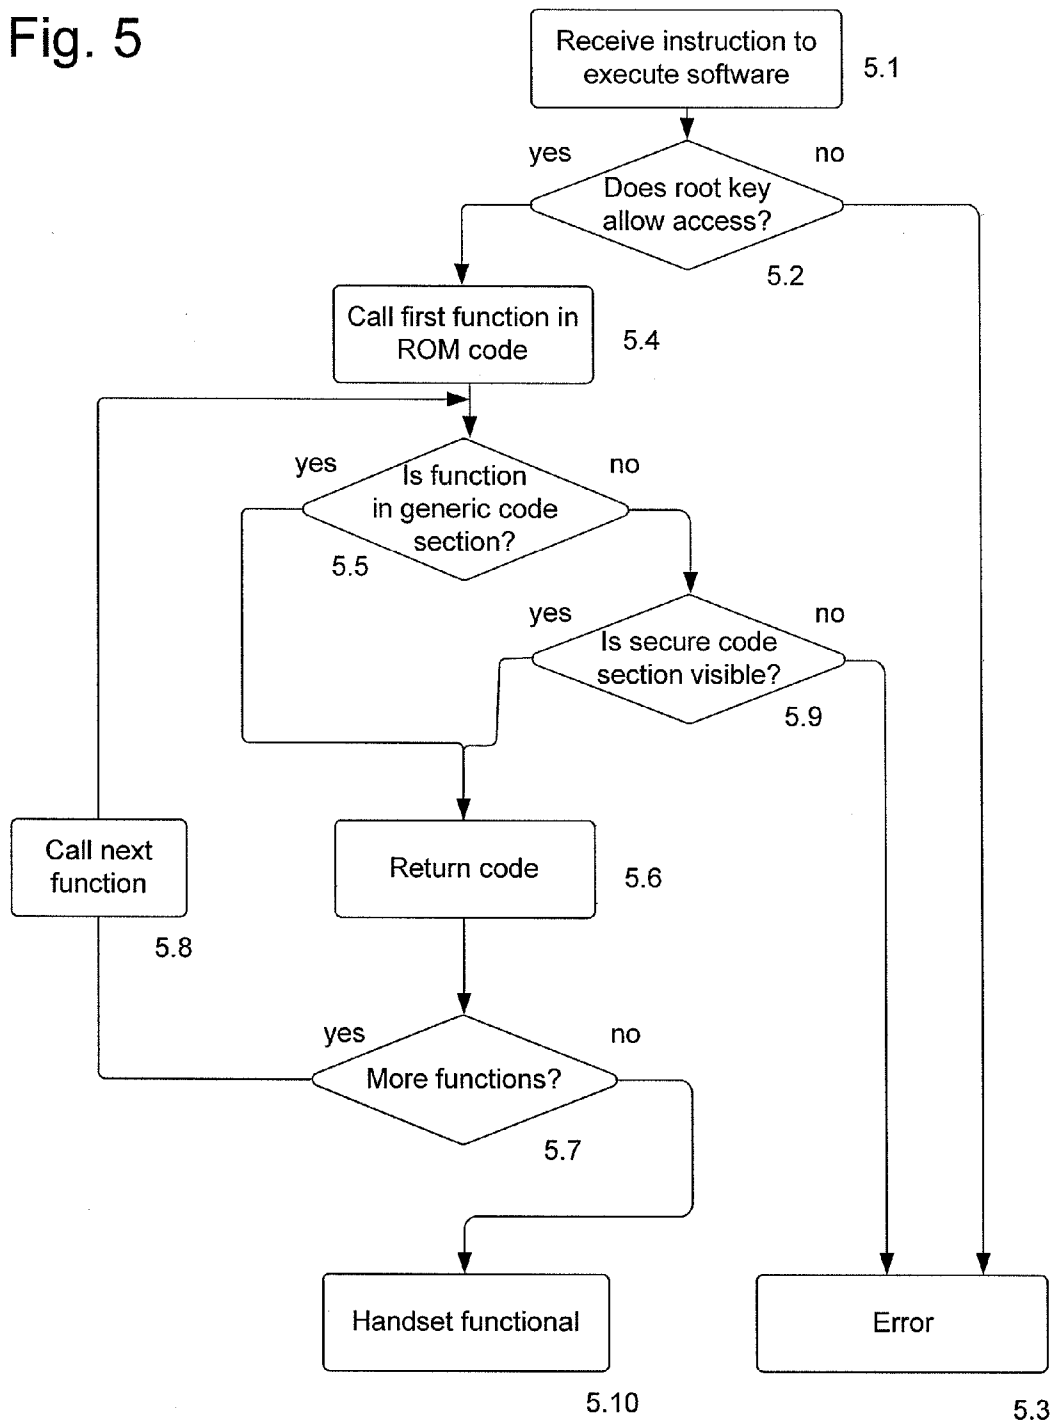 Fig. 5
Receive instruction to
execute software
5.1
yes
no
Does root key
allow access?
5.2
Call first function in
ROM code
5.4
yes
no
Is function
in generic code
section?
5.5
yes
no
Is secure code
section visible?
5.9
Call next
function
5.8
Return code
5.6
yes
no
More functions?
5.7
Handset functional
5.10
Error
5.3